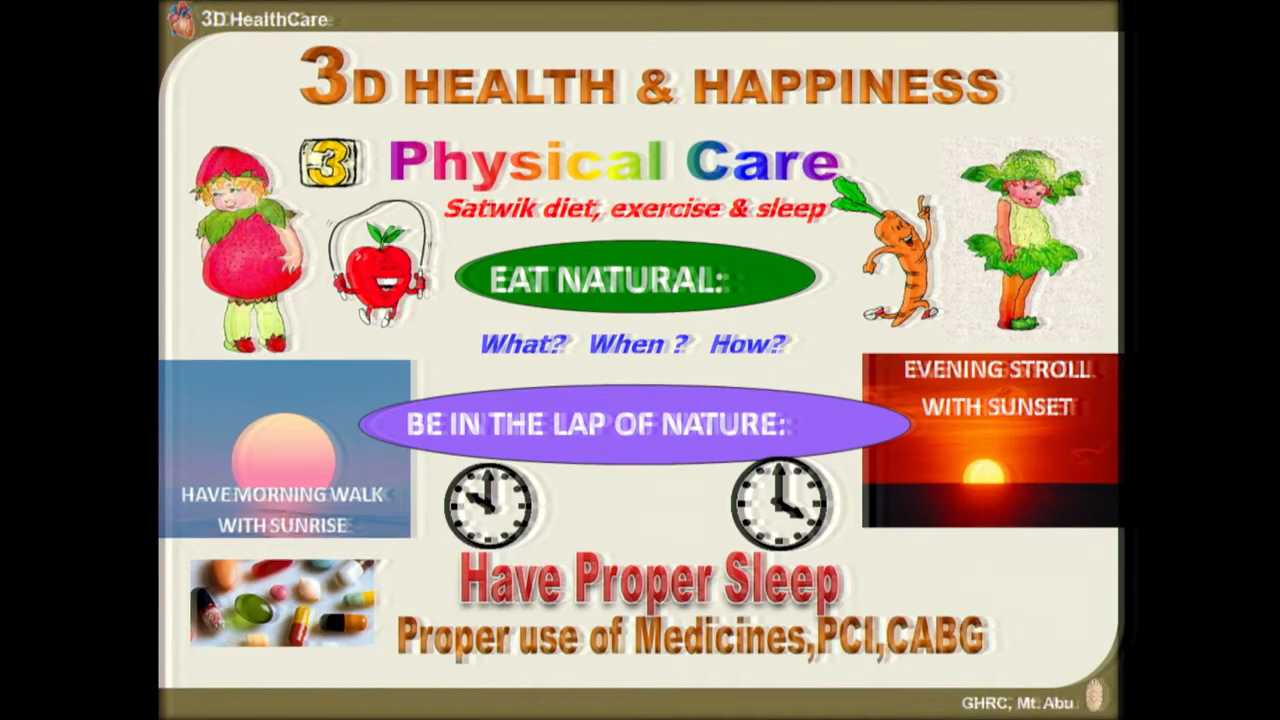 3D HealthCare
3D HEALTH & HAPPINESS
3 Physical Care
Satwik diet, exercise & sleep
EAT NATURAL:
What? When ? How?
EVENING STROLL
WITH SUNSET
BE IN THE LAP OF NATURE:
HAVE MORNING WALK
WITH SUNRISE
Have Proper Sleep
Proper use of Medicines,PCI,CABG
GHRC, Mt. Abu